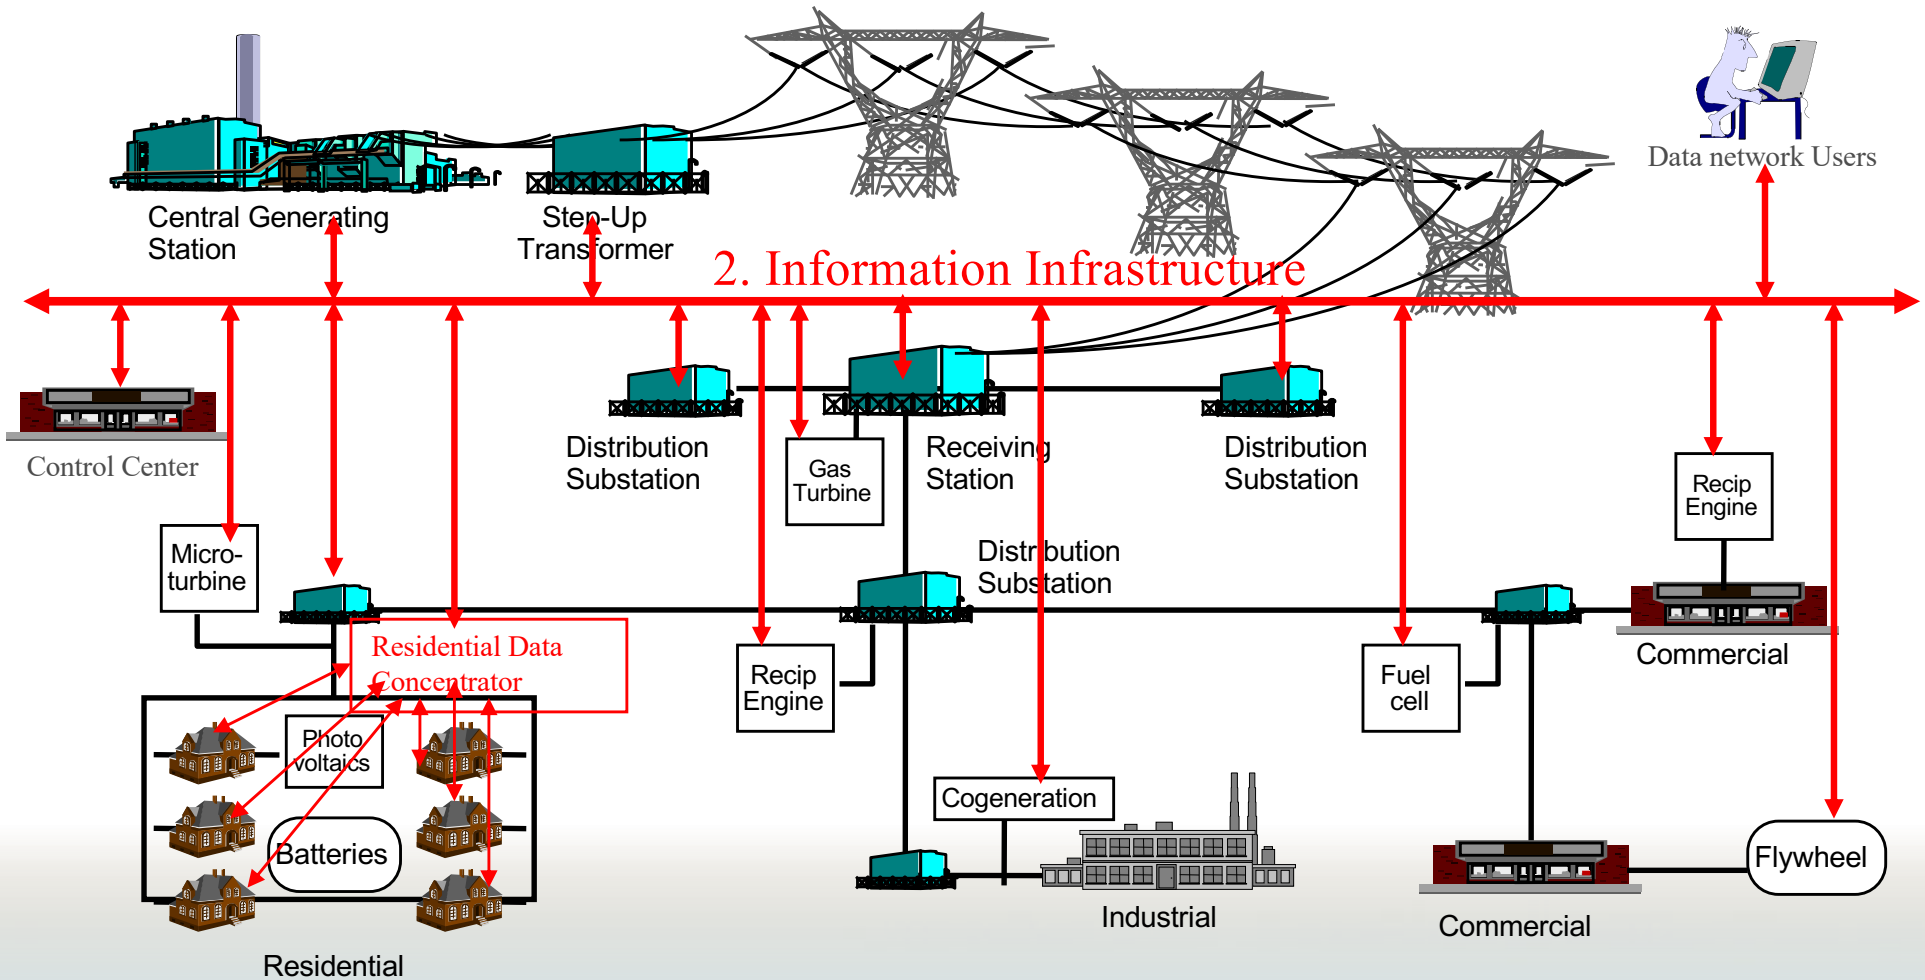 Data network Users
Central Generating
Station
Step-Up
Transformer
2. Information Infrastructure
Control Center
Distribution
Substation
Gas
Turbine
Receiving
Station
Distribution
Substation
Recip
Engine
Micro-
turbine
Distribution
Substation
Residential Data
Concentrator
Recip
Engine
Fuel
cell
Commercial
Photo
voltaics
Batteries
Cogeneration
Flywheel
Industrial
Commercial
Residential